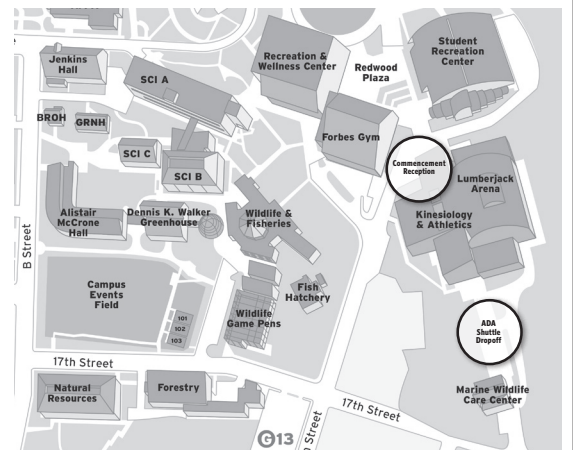 Jenkins
Hall
SCI A
Recreation &
Wellness Center
Redwood
Plaza
Student
Recreation
Center
BROH
GRNH
SCI C
SCI B
Forbes Gym
Commencement
Reception
Lumberjack
Arena
Kinesiology
& Athletics
B Street
Alistair
McCrone
Hall
Dennis K. Walker
Greenhouse
Wildlife &
Fisheries
Campus
Events
Field
101
102
103
Fish
Hatchery
Wildlife
Game Pens
ADA
Shuttle
Dropoff
17th Street
Natural
Resources
Forestry
Marine Wildlife
Care Center
17th Street
G13